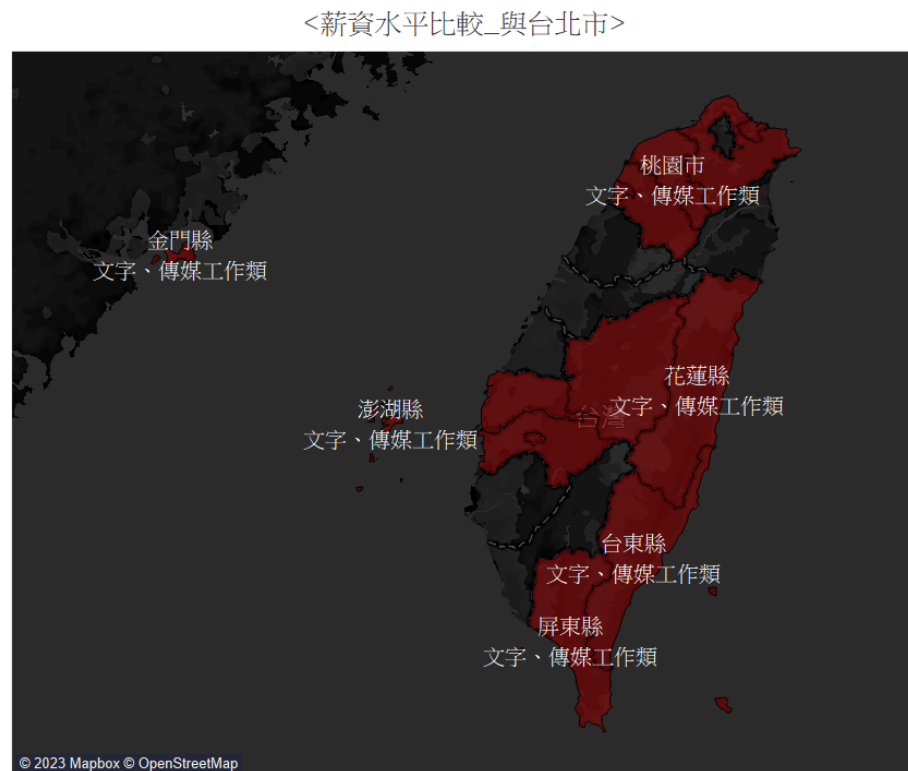 <薪資水平比較_與台北市>
桃園市
文字、傳媒工作類
金門縣
文字、傳媒工作類
花蓮縣
文字、傳媒工作類
澎湖縣
文字、傳媒工作類
台灣
台東縣
文字、傳媒工作類
屏東縣
文字、傳媒工作類
© 2023 Mapbox © OpenStreetMap